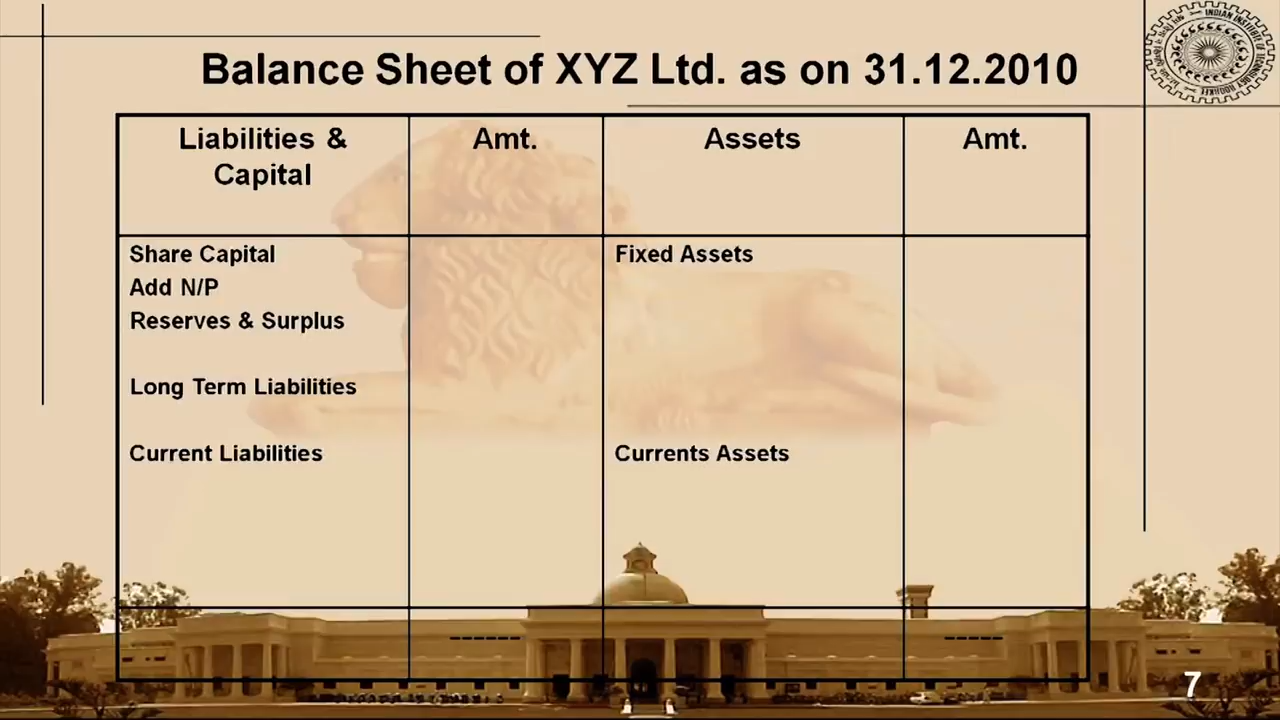 Balance Sheet of XYZ Ltd. as on 31.12.2010
Liabilities & Capital Amt. Assets Amt.
Share Capital Fixed Assets
Add N/P
Reserves & Surplus
Long Term Liabilities
Current Liabilities Currents Assets
------ -----
7